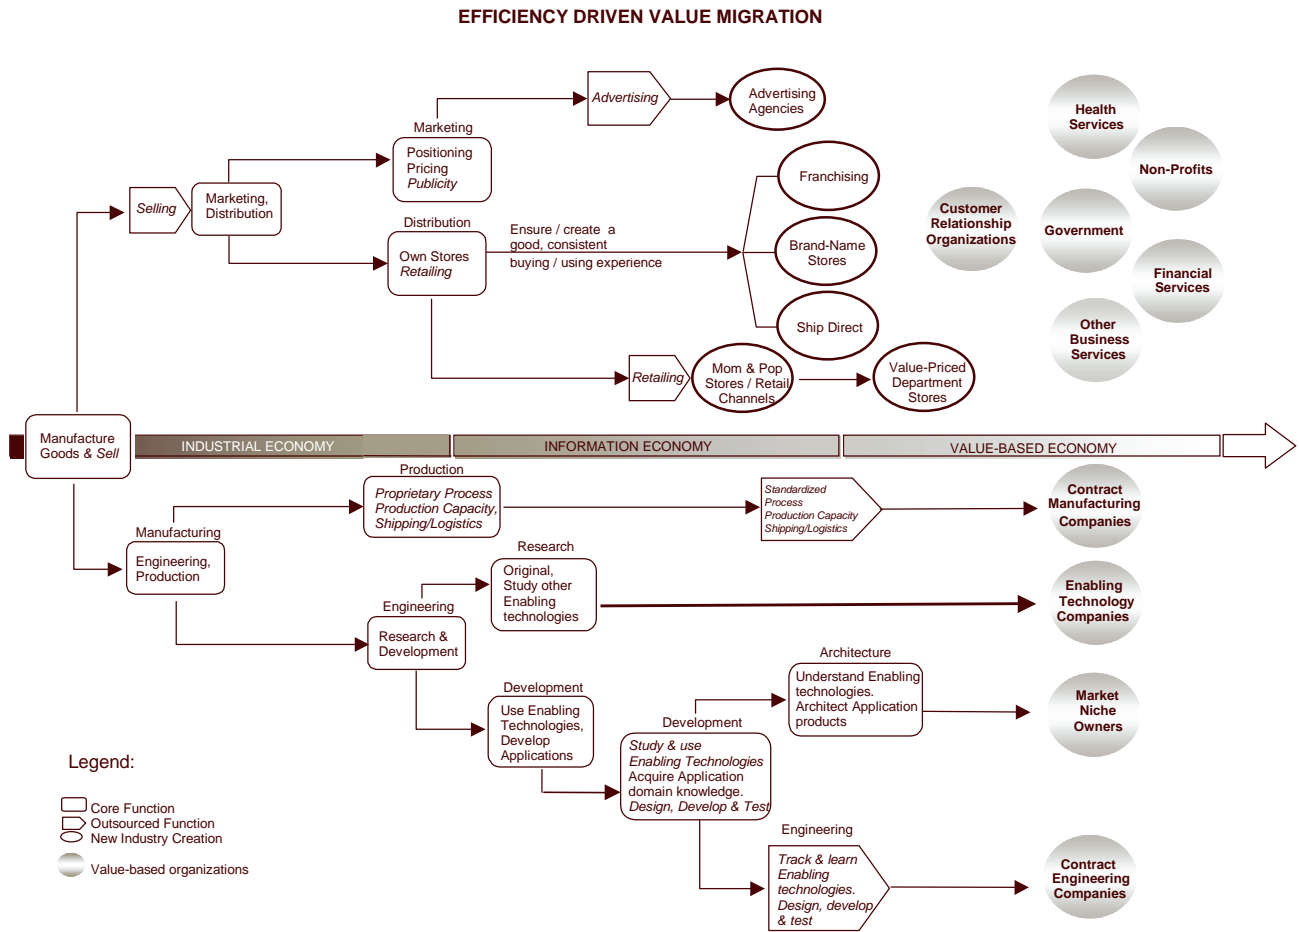 EFFICIENCY DRIVEN VALUE MIGRATION
Advertising
Advertising
Agencies
Marketing
Positioning
Pricing
Publicity
Selling
Marketing,
Distribution
Distribution
Own Stores
Retailing
Ensure / create a
good, consistent
buying / using experience
Franchising
Brand-Name
Stores
Ship Direct
Retailing
Mom & Pop
Stores / Retail
Channels
Value-Priced
Department
Stores
Health
Services
Non-Profits
Customer
Relationship
Organizations
Government
Financial
Services
Other
Business
Services
Manufacture
Goods & Sell
INDUSTRIAL ECONOMY
INFORMATION ECONOMY
VALUE-BASED ECONOMY
Production
Proprietary Process
Production Capacity,
Shipping/Logistics
Standardized
Process
Production Capacity
Shipping/Logistics
Contract
Manufacturing
Companies
Manufacturing
Engineering,
Production
Research
Original,
Study other
Enabling
technologies
Enabling
Technology
Companies
Engineering
Research &
Development
Development
Use Enabling
Technologies,
Develop
Applications
Development
Study & use
Enabling Technologies
Acquire Application
domain knowledge.
Design, Develop & Test
Architecture
Understand Enabling
technologies.
Architect Application
products
Market
Niche
Owners
Engineering
Track & learn
Enabling
technologies.
Design, develop
& test
Contract
Engineering
Companies
Legend:
Core Function
Outsourced Function
New Industry Creation
Value-based organizations